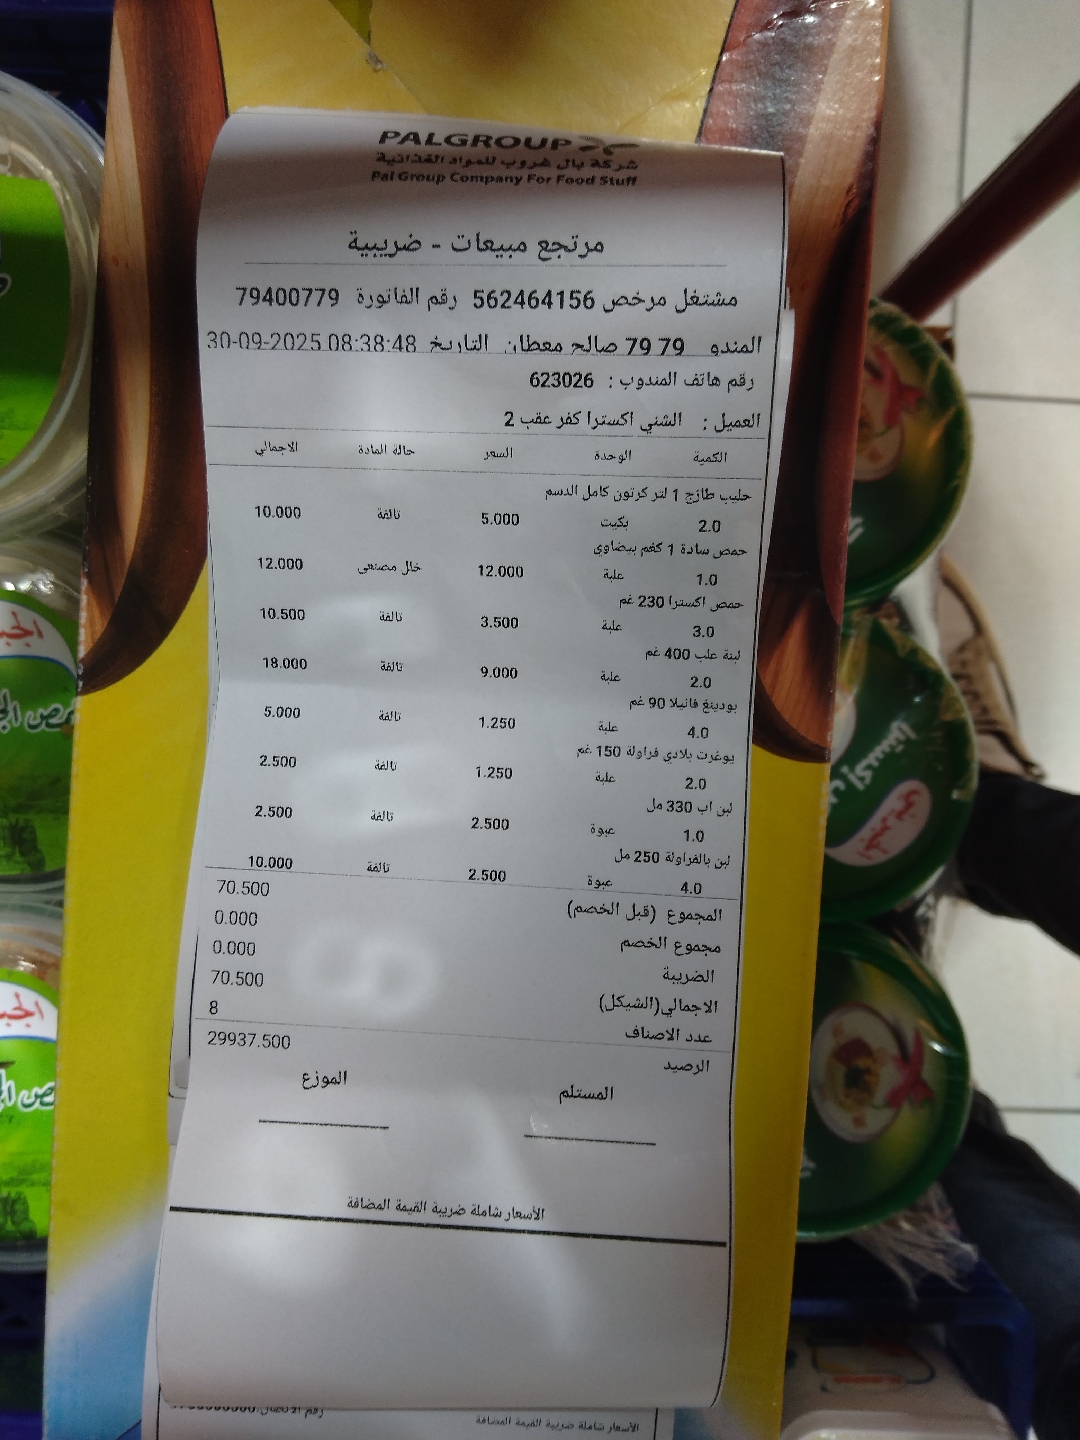 PALGROUP
شركة بال غروب للمواد الغذائية
Pal Group Company For Food Stuff
مرتجع مبيعات - ضريبية
مشتغل مرخص 562464156 رقم الفاتورة 79400779
المندو 79 79 صالح معطان التاريخ 30-09-2025 08:38:48
رقم هاتف المندوب : 623026
العميل : الشني اكسترا كفر عقب 2
الكمية الوحدة السعر حالة المادة الاجمالي
حليب طازج 1 لتر كرتون كامل الدسم
2.0 بكيت 5.000 تالفة 10.000
حمص سادة 1 كغم بيضاوي
1.0 علبة 12.000 خلل مصنعي 12.000
حمص اكسترا 230 غم
3.0 علبة 3.500 تالفة 10.500
لبنة علب 400 غم
2.0 علبة 9.000 تالفة 18.000
بودينغ فانيلا 90 غم
4.0 علبة 1.250 تالفة 5.000
يوغرت بلادي فراولة 150 غم
2.0 علبة 1.250 تالفة 2.500
لبن اب 330 مل
1.0 عبوة 2.500 تالفة 2.500
لبن بالفراولة 250 مل
4.0 عبوة 2.500 تالفة 10.000
المجموع (قبل الخصم) 70.500
مجموع الخصم 0.000
الضريبة 0.000
الاجمالي(الشيكل) 70.500
عدد الاصناف 8
الرصيد 29937.500
المستلم الموزع
الأسعار شاملة ضريبة القيمة المضافة
الأسعار شاملة ضريبة القيمة المضافة